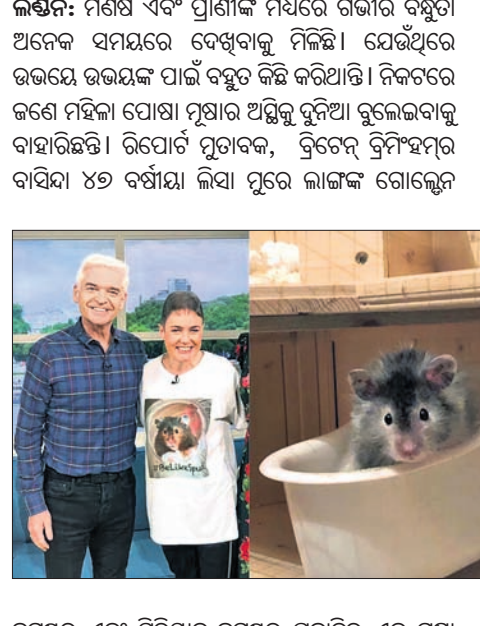 ଲଣ୍ଡନ: ମଣିଷ ଏବଂ ପ୍ରାଣୀଙ୍କ ମଧ୍ୟରେ ଗଭୀର ବନ୍ଧୁତା
ଅନେକ ସମୟରେ ଦେଖିବାକୁ ମିଳିଛି। ଯେଉଁଥିରେ
ଉଭୟେ ଉଭୟଙ୍କ ପାଇଁ ବହୁତ କିଛି କରିଥାନ୍ତି। ନିକଟରେ
ଜଣେ ମହିଳା ପୋଷା ମୂଷାର ଅସ୍ଥିକୁ ଦୁନିଆ ବୁଲେଇବାକୁ
ବାହାରିଛନ୍ତି। ରିପୋର୍ଟ ମୁତାବକ, ବ୍ରିଟେନ୍ ବ୍ରିମିଂହମ୍‌ର
ବାସିନ୍ଦା ୪୭ ବର୍ଷୀୟା ଲିସା ମୁରେ ଲାଙ୍ଗଙ୍କ ଗୋଲ୍ଡେନ
#BeLikeSpud